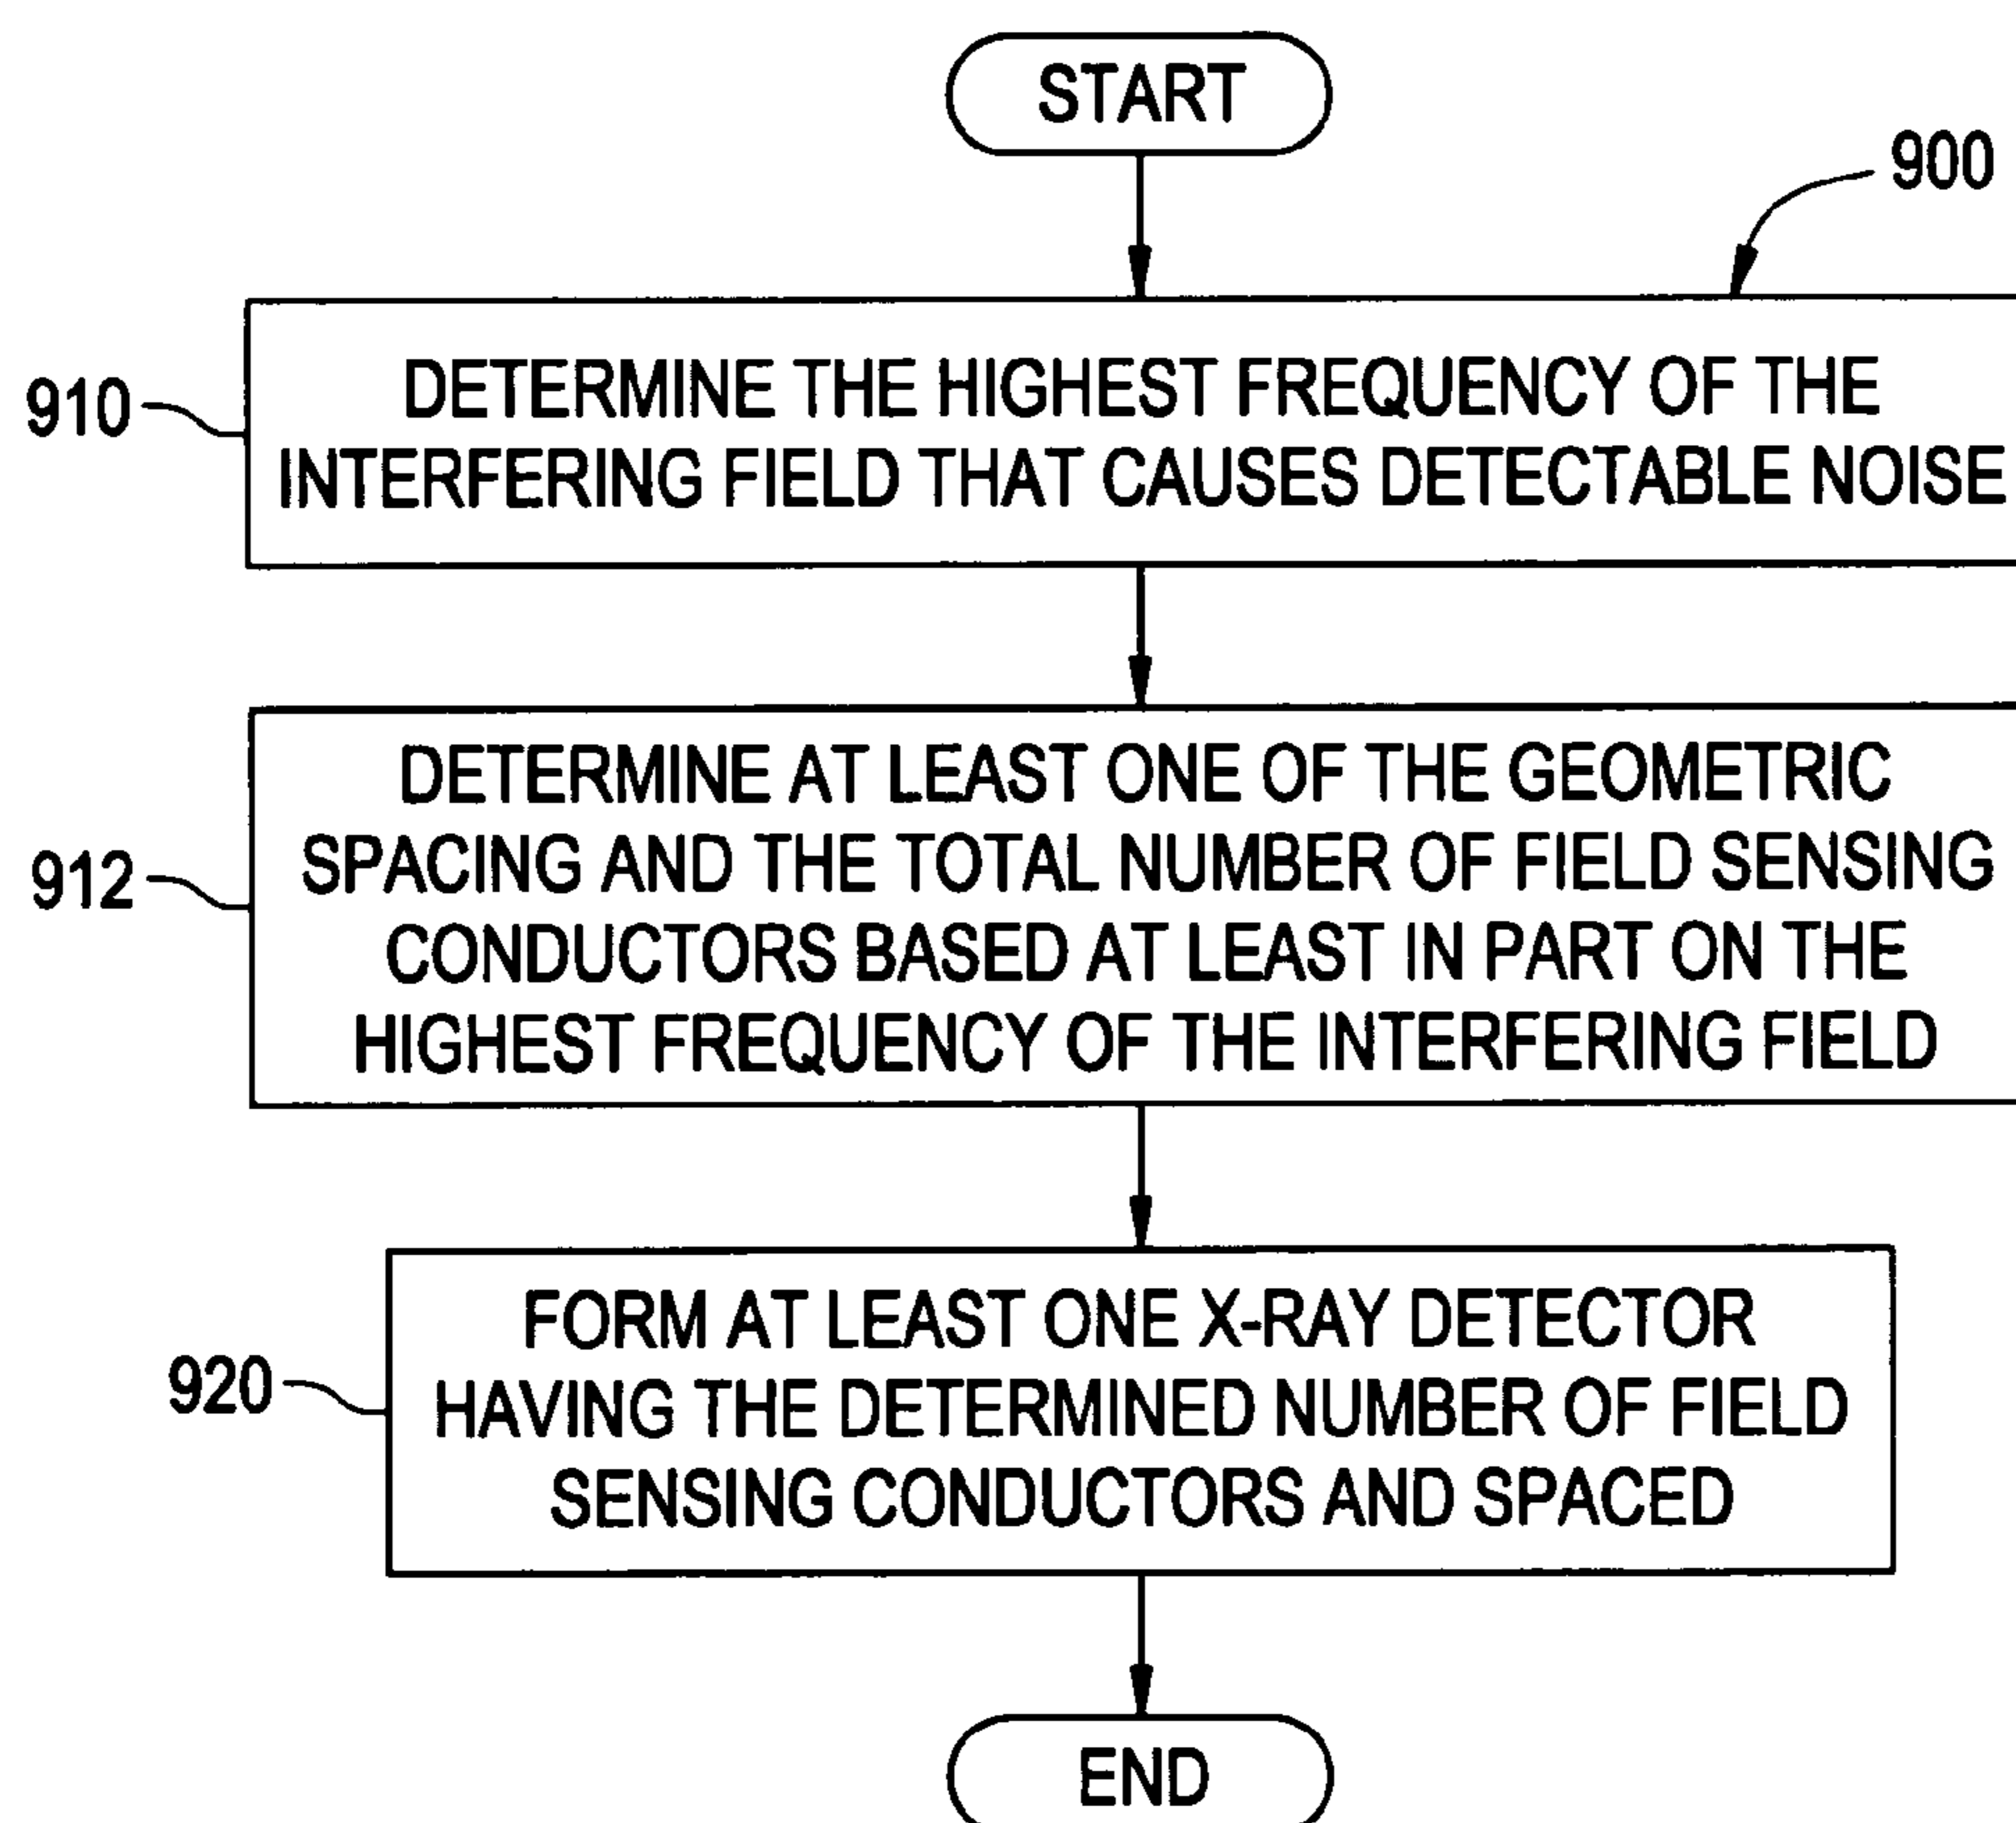 START
900
910
DETERMINE THE HIGHEST FREQUENCY OF THE
INTERFERING FIELD THAT CAUSES DETECTABLE NOISE
912
DETERMINE AT LEAST ONE OF THE GEOMETRIC
SPACING AND THE TOTAL NUMBER OF FIELD SENSING
CONDUCTORS BASED AT LEAST IN PART ON THE
HIGHEST FREQUENCY OF THE INTERFERING FIELD
920
FORM AT LEAST ONE X-RAY DETECTOR
HAVING THE DETERMINED NUMBER OF FIELD
SENSING CONDUCTORS AND SPACED
END